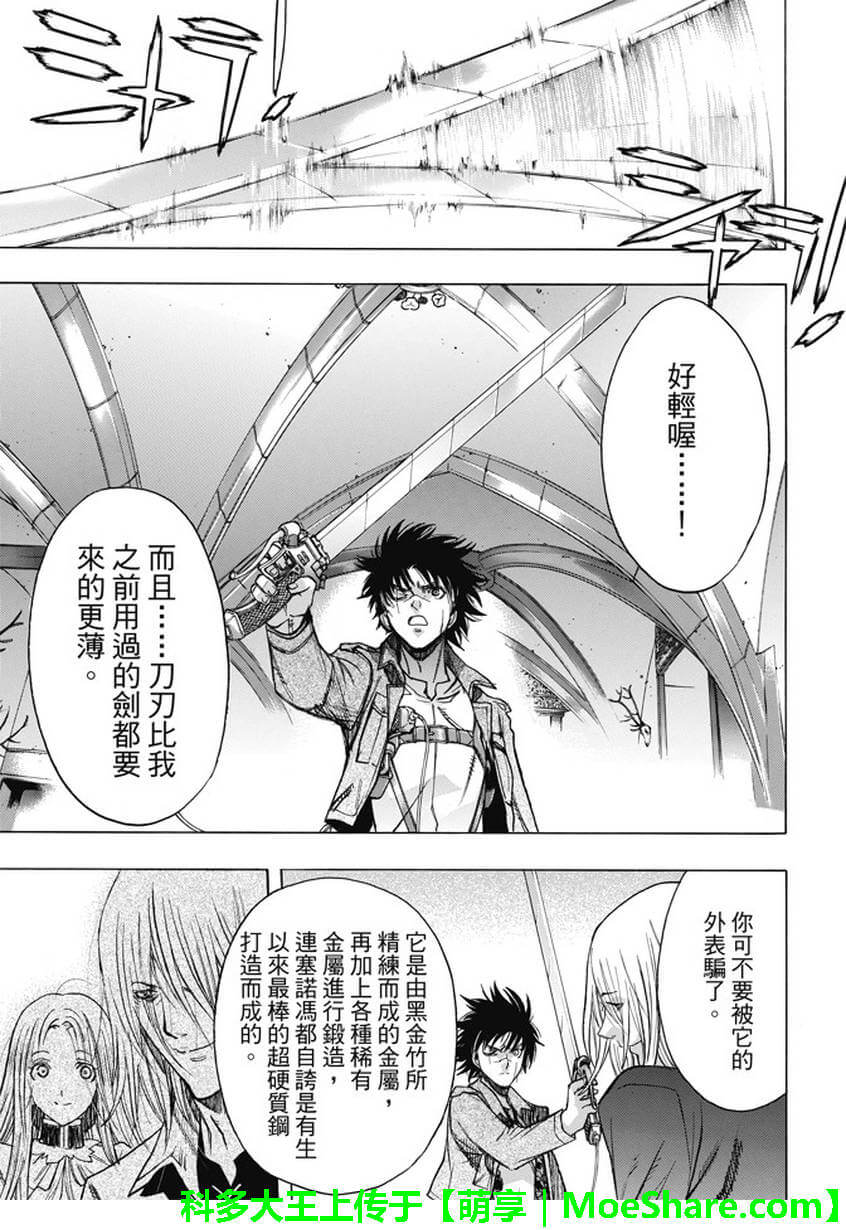 シャラ！
シャラ！
好輕喔……！
而且……刀刃比我
之前用過的劍都要
來的更薄。
你可不要被它的
外表騙了。
它是由黑金竹所
精練而成的金屬，
再加上各種稀有
金屬進行鍛造，
連塞諾馮都自誇是有生
以來最棒的超硬質鋼
打造而成的。
科多大王上传于【萌享｜MoeShare.com】